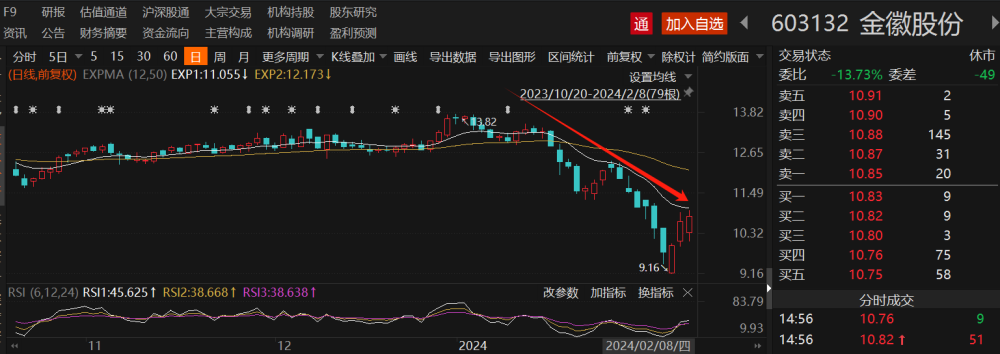 F9 研报 估值通道 沪深股通 大宗交易 机构持股 股东研究
资讯 公告 财务摘要 资金流向 主营构成 机构调研 盈利预测
通 加入自选 603132 金徽股份
分时 5日 5 15 30 60 日 周 月 更多周期 K线叠加 画线 导出数据 导出图形 区间统计 前复权 除权计 简约版面
(日线,前复权) EXPMA (12,50) EXP1:11.055↓ EXP2:12.173↓
设置均线
2023/10/20-2024/2/8(79根)
13.82
13.82
12.65
11.49
10.32
9.16
9.16
RSI (6,12,24) RSI1:45.625↑ RSI2:38.668↑ RSI3:38.638↑ 改参数 加指标 换指标
83.79
9.93
11 12 2024 2024/02/08/四
交易状态 休市
委比 -13.73% 委差 -49
卖五 10.91 2
卖四 10.90 5
卖三 10.88 145
卖二 10.87 31
卖一 10.85 20
买一 10.83 9
买二 10.82 9
买三 10.80 3
买四 10.76 75
买五 10.75 58
分时成交
14:56 10.76 9
14:56 10.82↑ 51